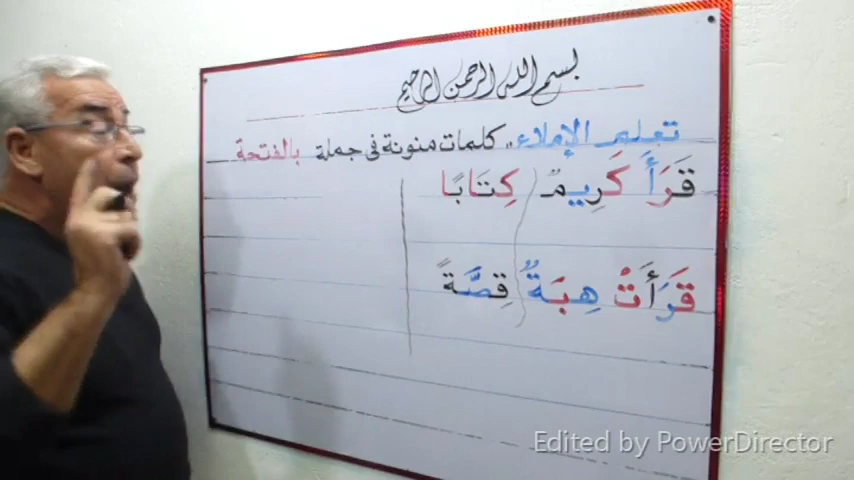 بسم الله الرحمن الرحيم
تعلم الإملاء.. كلمات منونة في جملة بالفتحة
قَرَأَ كَرِيمٌ كِتَابًا
قَرَأَتْ هِبَةٌ قِصَّةً
Edited by PowerDirector